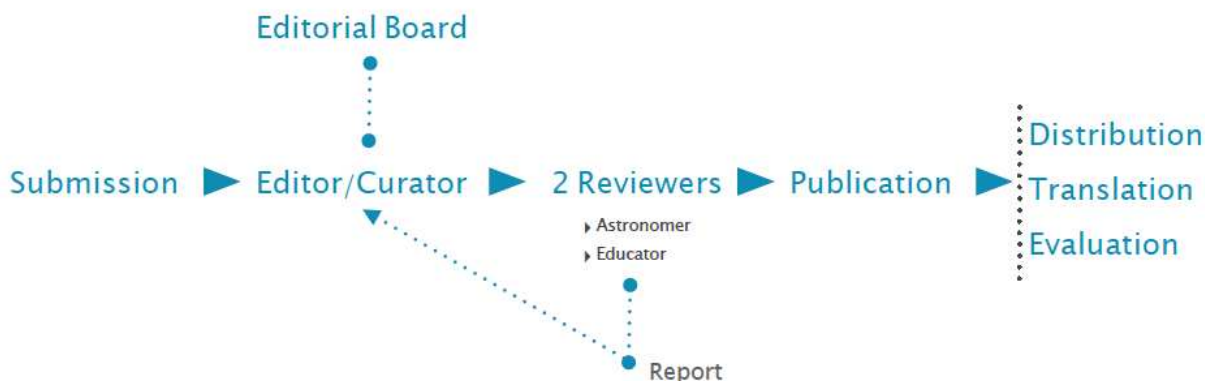 Editorial Board
Submission
Editor/Curator
2 Reviewers
Astronomer
Educator
Report
Publication
Distribution
Translation
Evaluation